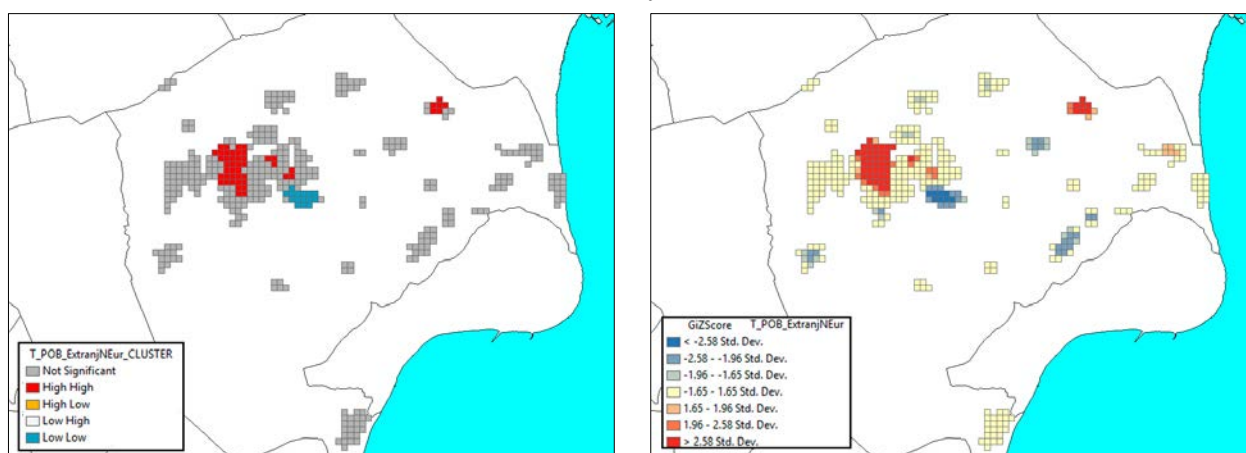 T_POB_ExtranjNEur_CLUSTER
Not Significant
High High
High Low
Low High
Low Low
GiZScore T_POB_ExtranjNEur
< -2.58 Std. Dev.
-2.58 - -1.96 Std. Dev.
-1.96 - -1.65 Std. Dev.
-1.65 - 1.65 Std. Dev.
1.65 - 1.96 Std. Dev.
1.96 - 2.58 Std. Dev.
> 2.58 Std. Dev.